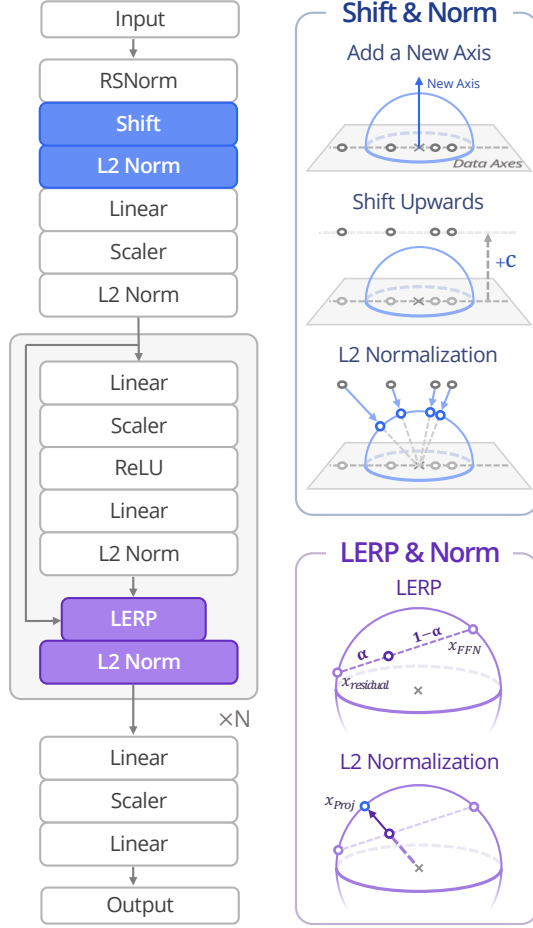 Input
RSNorm
Shift
L2 Norm
Linear
Scaler
L2 Norm
Linear
Scaler
ReLU
Linear
L2 Norm
LERP
L2 Norm
×N
Linear
Scaler
Linear
Output
Shift & Norm
Add a New Axis
New Axis
Data Axes
Shift Upwards
+c
L2 Normalization
LERP & Norm
LERP
α
1−α
x_FFN
x_residual
L2 Normalization
x_Proj